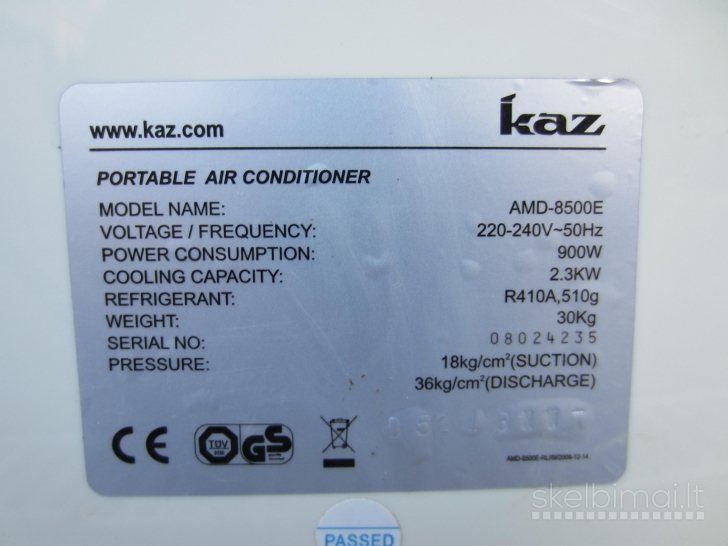 www.kaz.com
kaz
PORTABLE AIR CONDITIONER
MODEL NAME: AMD-8500E
VOLTAGE / FREQUENCY: 220-240V~50Hz
POWER CONSUMPTION: 900W
COOLING CAPACITY: 2.3KW
REFRIGERANT: R410A,510g
WEIGHT: 30Kg
SERIAL NO: 08024235
PRESSURE: 18kg/cm²(SUCTION)
36kg/cm²(DISCHARGE)
CE
TÜV
GS
skelbimai.lt
PASSED